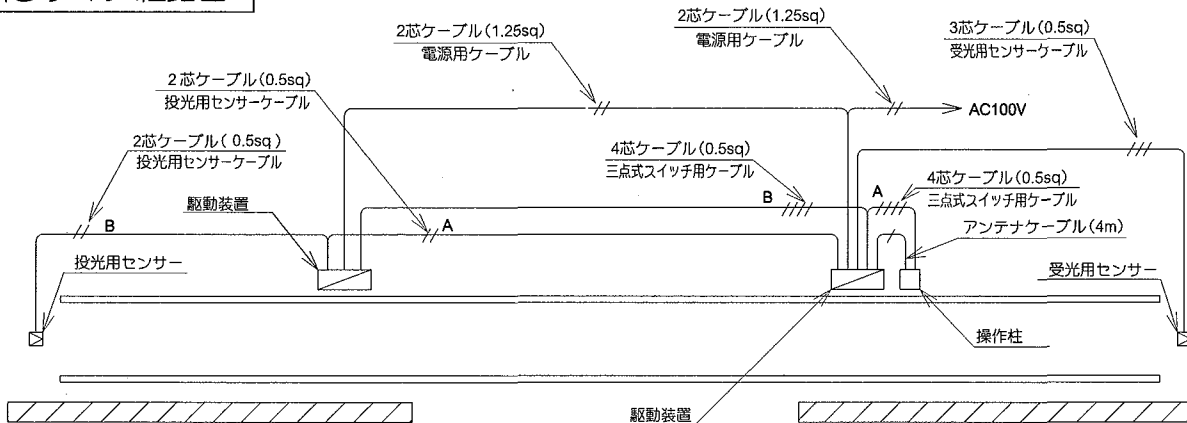 2芯ケーブル(1.25sq)
電源用ケーブル
2芯ケーブル(1.25sq)
電源用ケーブル
3芯ケーブル(0.5sq)
受光用センサーケーブル
2芯ケーブル(0.5sq)
投光用センサーケーブル
AC100V
2芯ケーブル(0.5sq)
投光用センサーケーブル
4芯ケーブル(0.5sq)
三点式スイッチ用ケーブル
4芯ケーブル(0.5sq)
三点式スイッチ用ケーブル
駆動装置
B
A
B
A
アンテナケーブル(4m)
投光用センサー
受光用センサー
操作柱
駆動装置